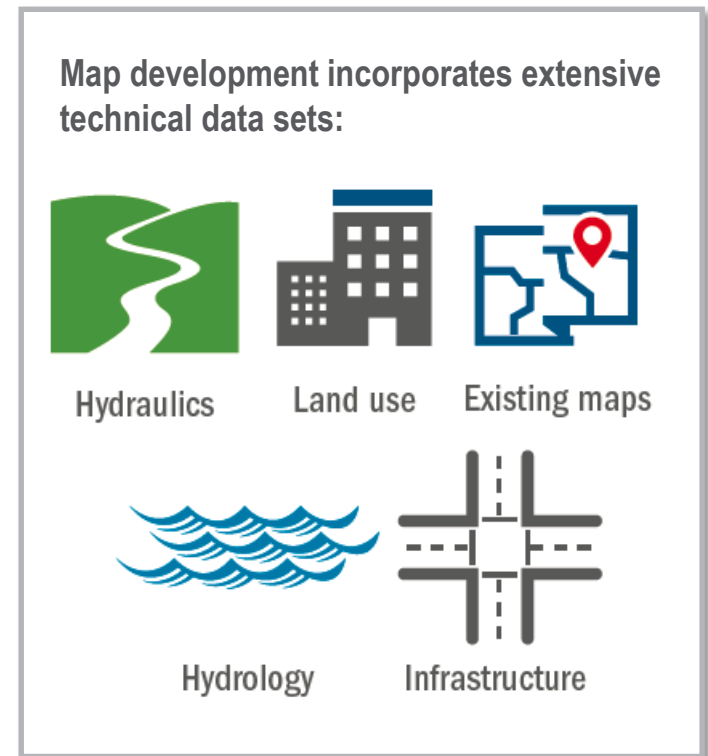 Map development incorporates extensive
technical data sets:
Hydraulics
Land use
Existing maps
Hydrology
Infrastructure